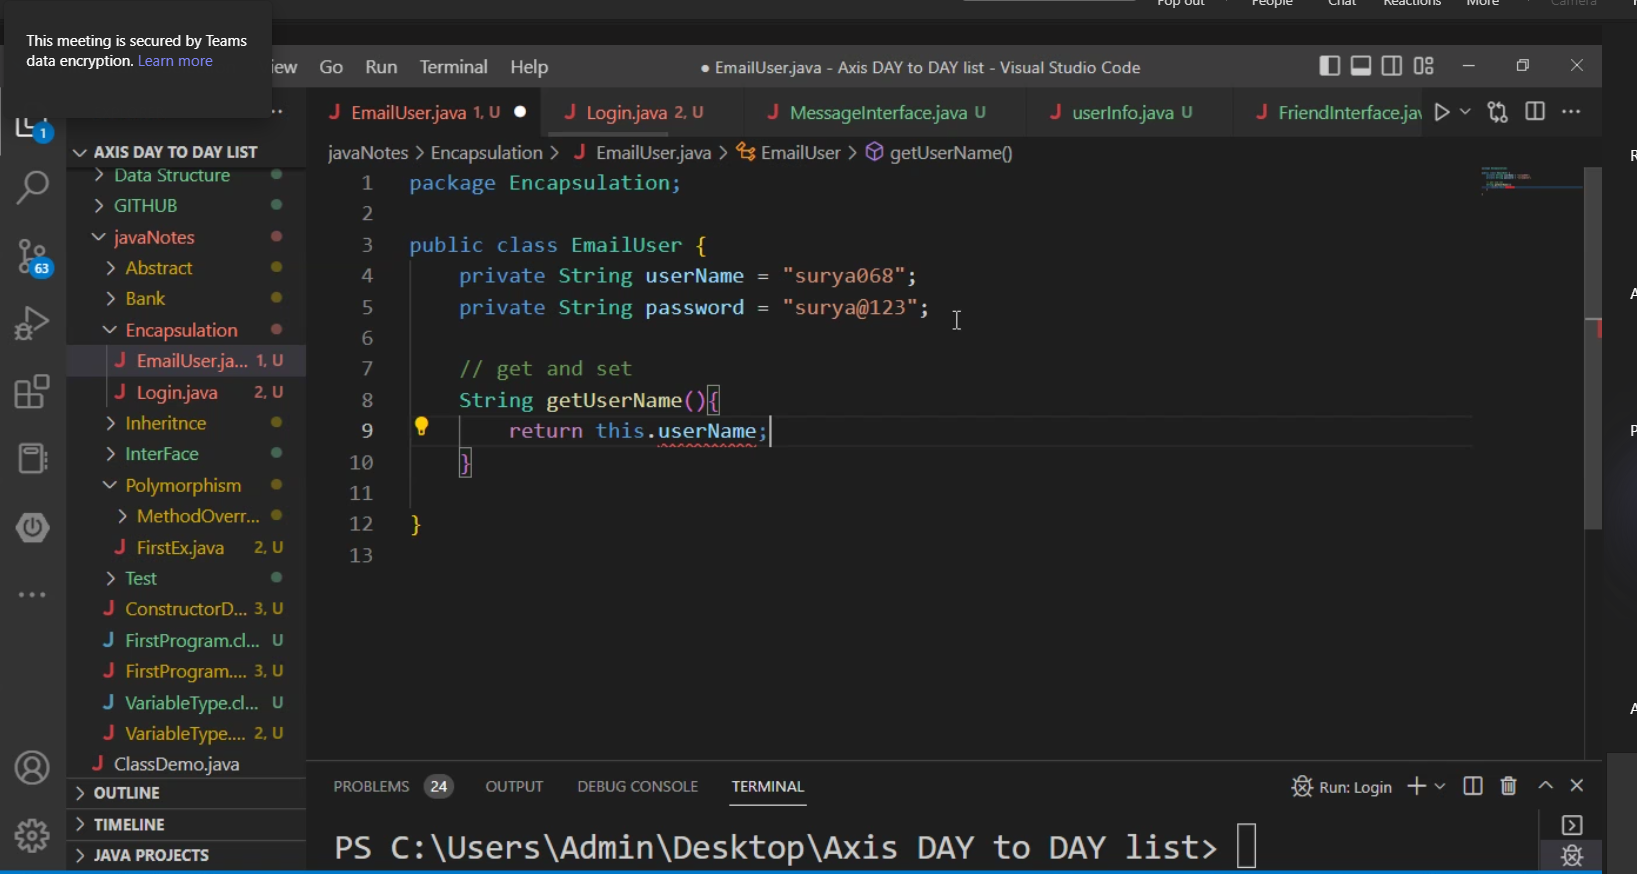 Pop out People Chat Reactions More Camera
This meeting is secured by Teams
data encryption. Learn more
Go Run Terminal Help
● EmailUser.java - Axis DAY to DAY list - Visual Studio Code
1
J EmailUser.java 1, U ●
J Login.java 2, U
J MessageInterface.java U
J userInfo.java U
J FriendInterface.jav
javaNotes > Encapsulation > J EmailUser.java > EmailUser > getUserName()
AXIS DAY TO DAY LIST
Data Structure
GITHUB
javaNotes
Abstract
Bank
Encapsulation
J EmailUser.ja... 1, U
J Login.java 2, U
Inheritnce
InterFace
Polymorphism
MethodOverr...
J FirstEx.java 2, U
Test
J ConstructorD... 3, U
J FirstProgram.cl... U
J FirstProgram.... 3, U
J VariableType.cl... U
J VariableType.... 2, U
J ClassDemo.java
OUTLINE
TIMELINE
JAVA PROJECTS
63
1 package Encapsulation;
2
3 public class EmailUser {
4 private String userName = "surya068";
5 private String password = "surya@123";
6
7 // get and set
8 String getUserName(){
9 return this.userName;
10 }
11
12 }
13
PROBLEMS 24 OUTPUT DEBUG CONSOLE TERMINAL
Run: Login
PS C:\Users\Admin\Desktop\Axis DAY to DAY list>